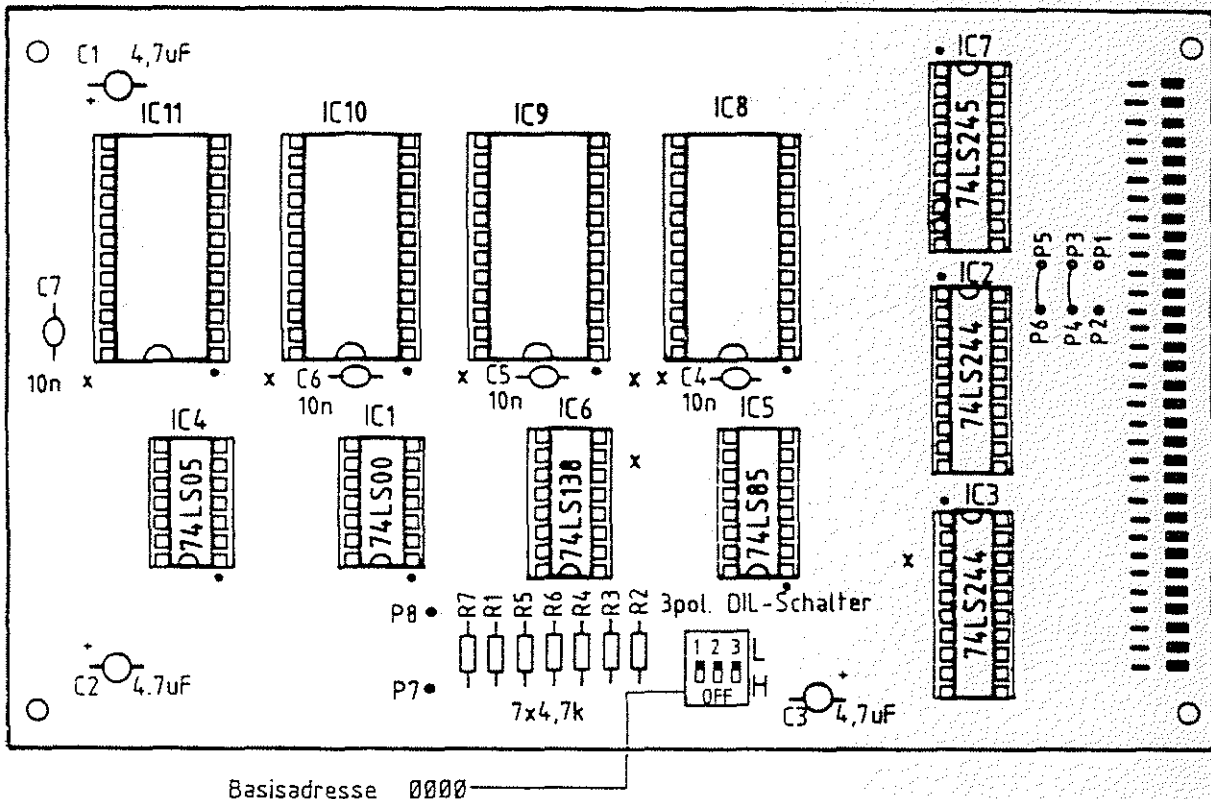 C1 4,7uF
+
IC11
IC10
IC9
IC8
IC7
74LS245
P5
P3
P1
P6
P4
P2
IC2
74LS244
C7
10n
x
x
C6
10n
x
C5
10n
x x
C4
10n
IC4
74LS05
IC1
74LS00
IC6
74LS138
x
IC5
74LS85
IC3
74LS244
x
P8
R7
R1
R5
R6
R4
R3
R2
3pol. DIL-Schalter
1 2 3
L
H
OFF
+
C2 4.7uF
P7
7x4,7k
+
C3 4,7uF
Basisadresse 0000